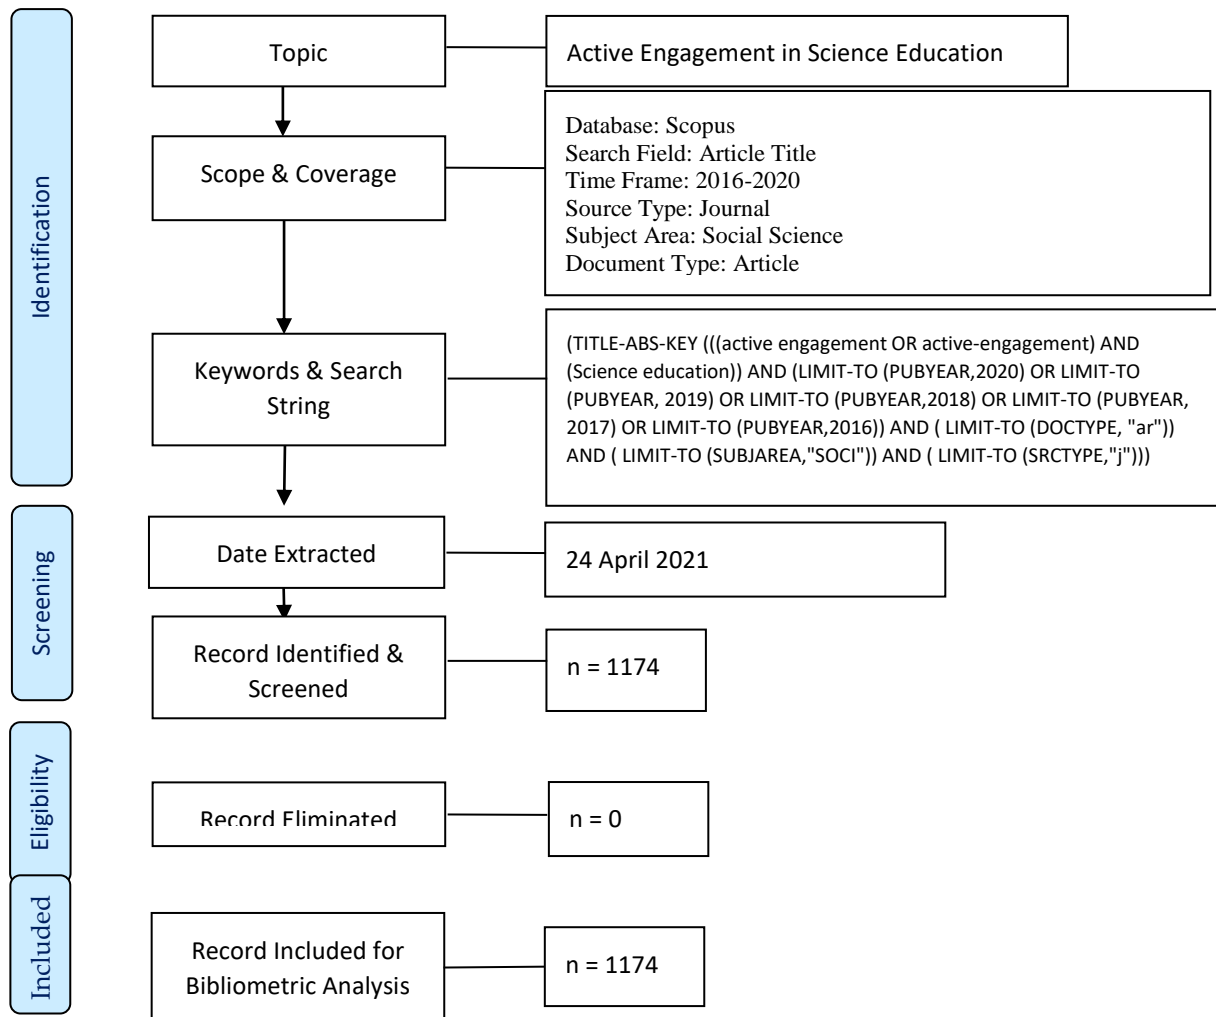 Identification
Topic
Active Engagement in Science Education
Scope & Coverage
Database: Scopus
Search Field: Article Title
Time Frame: 2016-2020
Source Type: Journal
Subject Area: Social Science
Document Type: Article
Keywords & Search
String
(TITLE-ABS-KEY (((active engagement OR active-engagement) AND
(Science education)) AND (LIMIT-TO (PUBYEAR,2020) OR LIMIT-TO
(PUBYEAR, 2019) OR LIMIT-TO (PUBYEAR,2018) OR LIMIT-TO (PUBYEAR,
2017) OR LIMIT-TO (PUBYEAR,2016)) AND ( LIMIT-TO (DOCTYPE, "ar"))
AND ( LIMIT-TO (SUBJAREA,"SOCI")) AND ( LIMIT-TO (SRCTYPE,"j")))
Screening
Date Extracted
24 April 2021
Record Identified &
Screened
n = 1174
Eligibility
Record Eliminated
n = 0
Included
Record Included for
Bibliometric Analysis
n = 1174